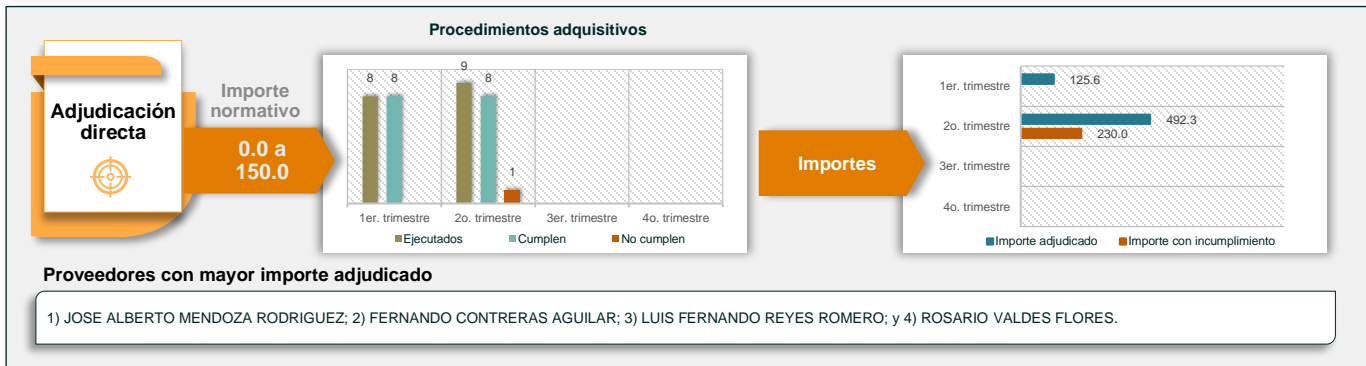 Procedimientos adquisitivos
Adjudicación
directa
Importe
normativo
0.0 a
150.0
8
8
9
8
1
1er. trimestre
2o. trimestre
3er. trimestre
4o. trimestre
Ejecutados
Cumplen
No cumplen
Importes
1er. trimestre
125.6
2o. trimestre
492.3
230.0
3er. trimestre
4o. trimestre
Importe adjudicado
Importe con incumplimiento
Proveedores con mayor importe adjudicado
1) JOSE ALBERTO MENDOZA RODRIGUEZ; 2) FERNANDO CONTRERAS AGUILAR; 3) LUIS FERNANDO REYES ROMERO; y 4) ROSARIO VALDES FLORES.